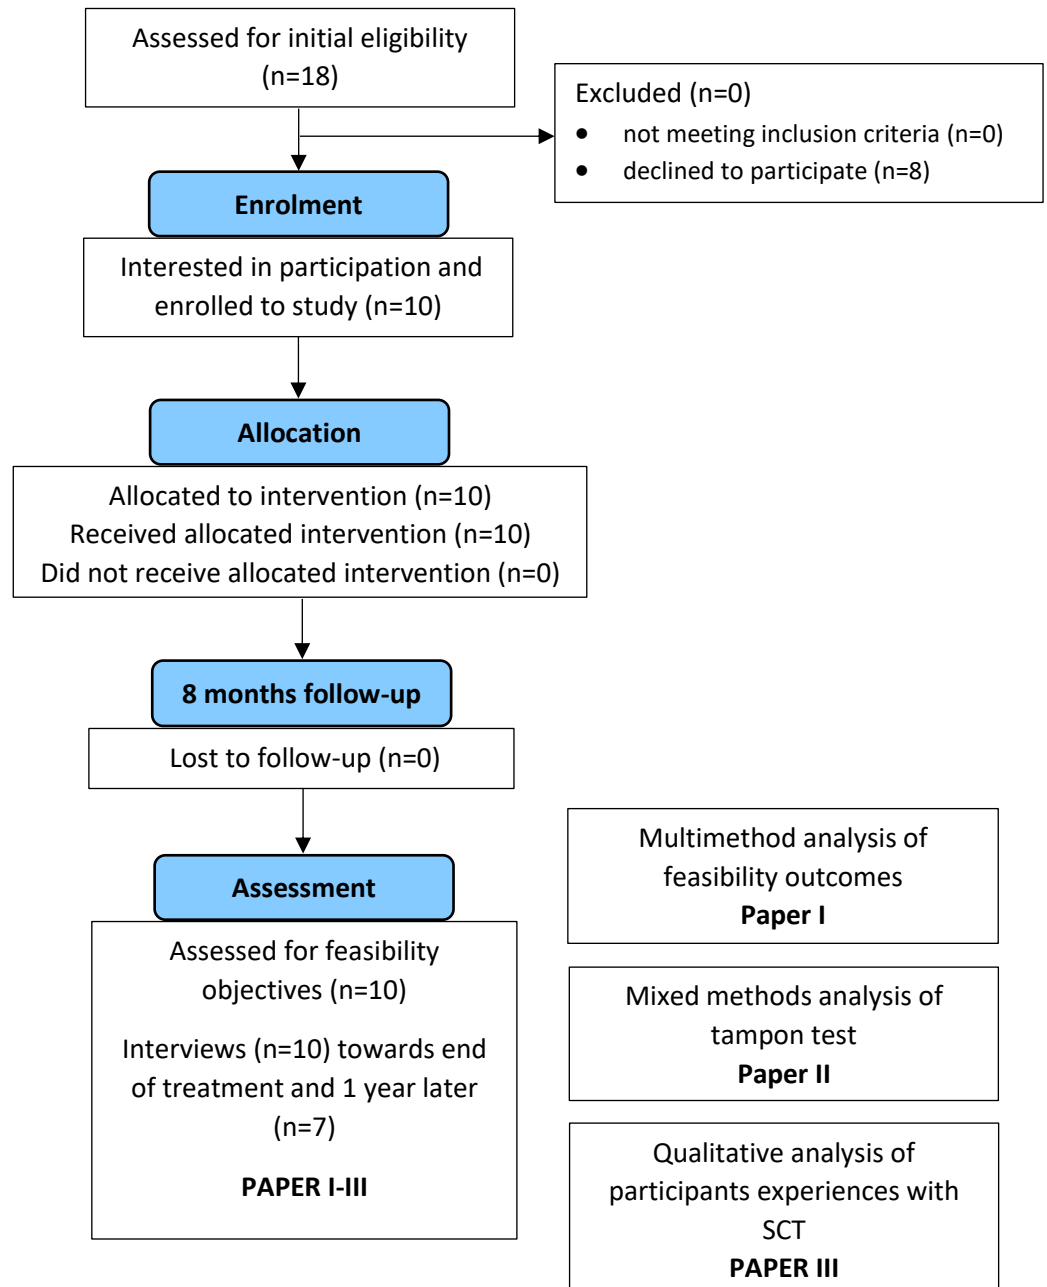 Assessed for initial eligibility
(n=18)
Excluded (n=0)
• not meeting inclusion criteria (n=0)
• declined to participate (n=8)
Enrolment
Interested in participation and
enrolled to study (n=10)
Allocation
Allocated to intervention (n=10)
Received allocated intervention (n=10)
Did not receive allocated intervention (n=0)
8 months follow-up
Lost to follow-up (n=0)
Assessment
Assessed for feasibility
objectives (n=10)
Interviews (n=10) towards end
of treatment and 1 year later
(n=7)
PAPER I-III
Multimethod analysis of
feasibility outcomes
Paper I
Mixed methods analysis of
tampon test
Paper II
Qualitative analysis of
participants experiences with
SCT
PAPER III